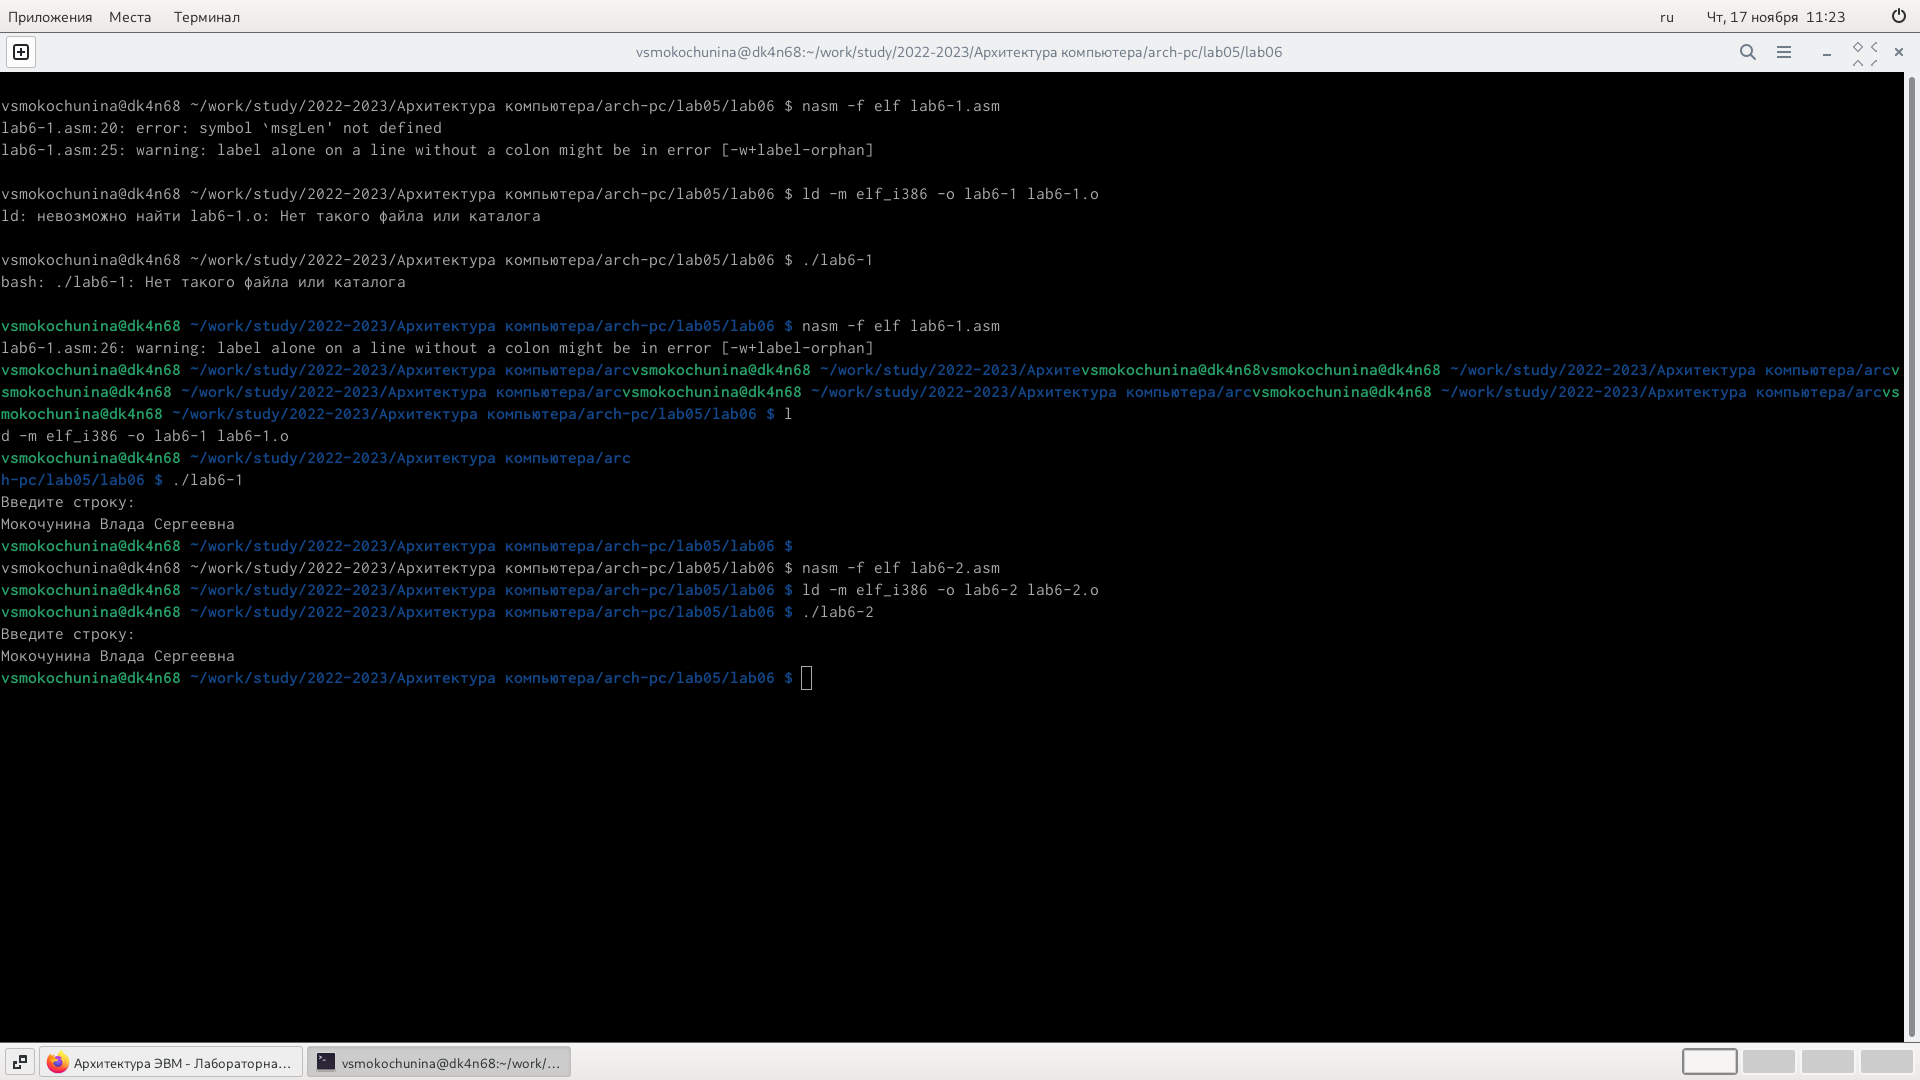 Приложения Места Терминал ru Чт, 17 ноября 11:23
vsmokochunina@dk4n68:~/work/study/2022-2023/Архитектура компьютера/arch-pc/lab05/lab06
vsmokochunina@dk4n68 ~/work/study/2022-2023/Архитектура компьютера/arch-pc/lab05/lab06 $ nasm -f elf lab6-1.asm
lab6-1.asm:20: error: symbol `msgLen' not defined
lab6-1.asm:25: warning: label alone on a line without a colon might be in error [-w+label-orphan]
vsmokochunina@dk4n68 ~/work/study/2022-2023/Архитектура компьютера/arch-pc/lab05/lab06 $ ld -m elf_i386 -o lab6-1 lab6-1.o
ld: невозможно найти lab6-1.o: Нет такого файла или каталога
vsmokochunina@dk4n68 ~/work/study/2022-2023/Архитектура компьютера/arch-pc/lab05/lab06 $ ./lab6-1
bash: ./lab6-1: Нет такого файла или каталога
vsmokochunina@dk4n68 ~/work/study/2022-2023/Архитектура компьютера/arch-pc/lab05/lab06 $ nasm -f elf lab6-1.asm
lab6-1.asm:26: warning: label alone on a line without a colon might be in error [-w+label-orphan]
vsmokochunina@dk4n68 ~/work/study/2022-2023/Архитектура компьютера/arcvsmokochunina@dk4n68 ~/work/study/2022-2023/Архитеvsmokochunina@dk4n68vsmokochunina@dk4n68 ~/work/study/2022-2023/Архитектура компьютера/arcv
smokochunina@dk4n68 ~/work/study/2022-2023/Архитектура компьютера/arcvsmokochunina@dk4n68 ~/work/study/2022-2023/Архитектура компьютера/arcvsmokochunina@dk4n68 ~/work/study/2022-2023/Архитектура компьютера/arcvs
mokochunina@dk4n68 ~/work/study/2022-2023/Архитектура компьютера/arch-pc/lab05/lab06 $ l
d -m elf_i386 -o lab6-1 lab6-1.o
vsmokochunina@dk4n68 ~/work/study/2022-2023/Архитектура компьютера/arc
h-pc/lab05/lab06 $ ./lab6-1
Введите строку:
Мокочунина Влада Сергеевна
vsmokochunina@dk4n68 ~/work/study/2022-2023/Архитектура компьютера/arch-pc/lab05/lab06 $
vsmokochunina@dk4n68 ~/work/study/2022-2023/Архитектура компьютера/arch-pc/lab05/lab06 $ nasm -f elf lab6-2.asm
vsmokochunina@dk4n68 ~/work/study/2022-2023/Архитектура компьютера/arch-pc/lab05/lab06 $ ld -m elf_i386 -o lab6-2 lab6-2.o
vsmokochunina@dk4n68 ~/work/study/2022-2023/Архитектура компьютера/arch-pc/lab05/lab06 $ ./lab6-2
Введите строку:
Мокочунина Влада Сергеевна
vsmokochunina@dk4n68 ~/work/study/2022-2023/Архитектура компьютера/arch-pc/lab05/lab06 $
Архитектура ЭВМ - Лабораторна... vsmokochunina@dk4n68:~/work/...